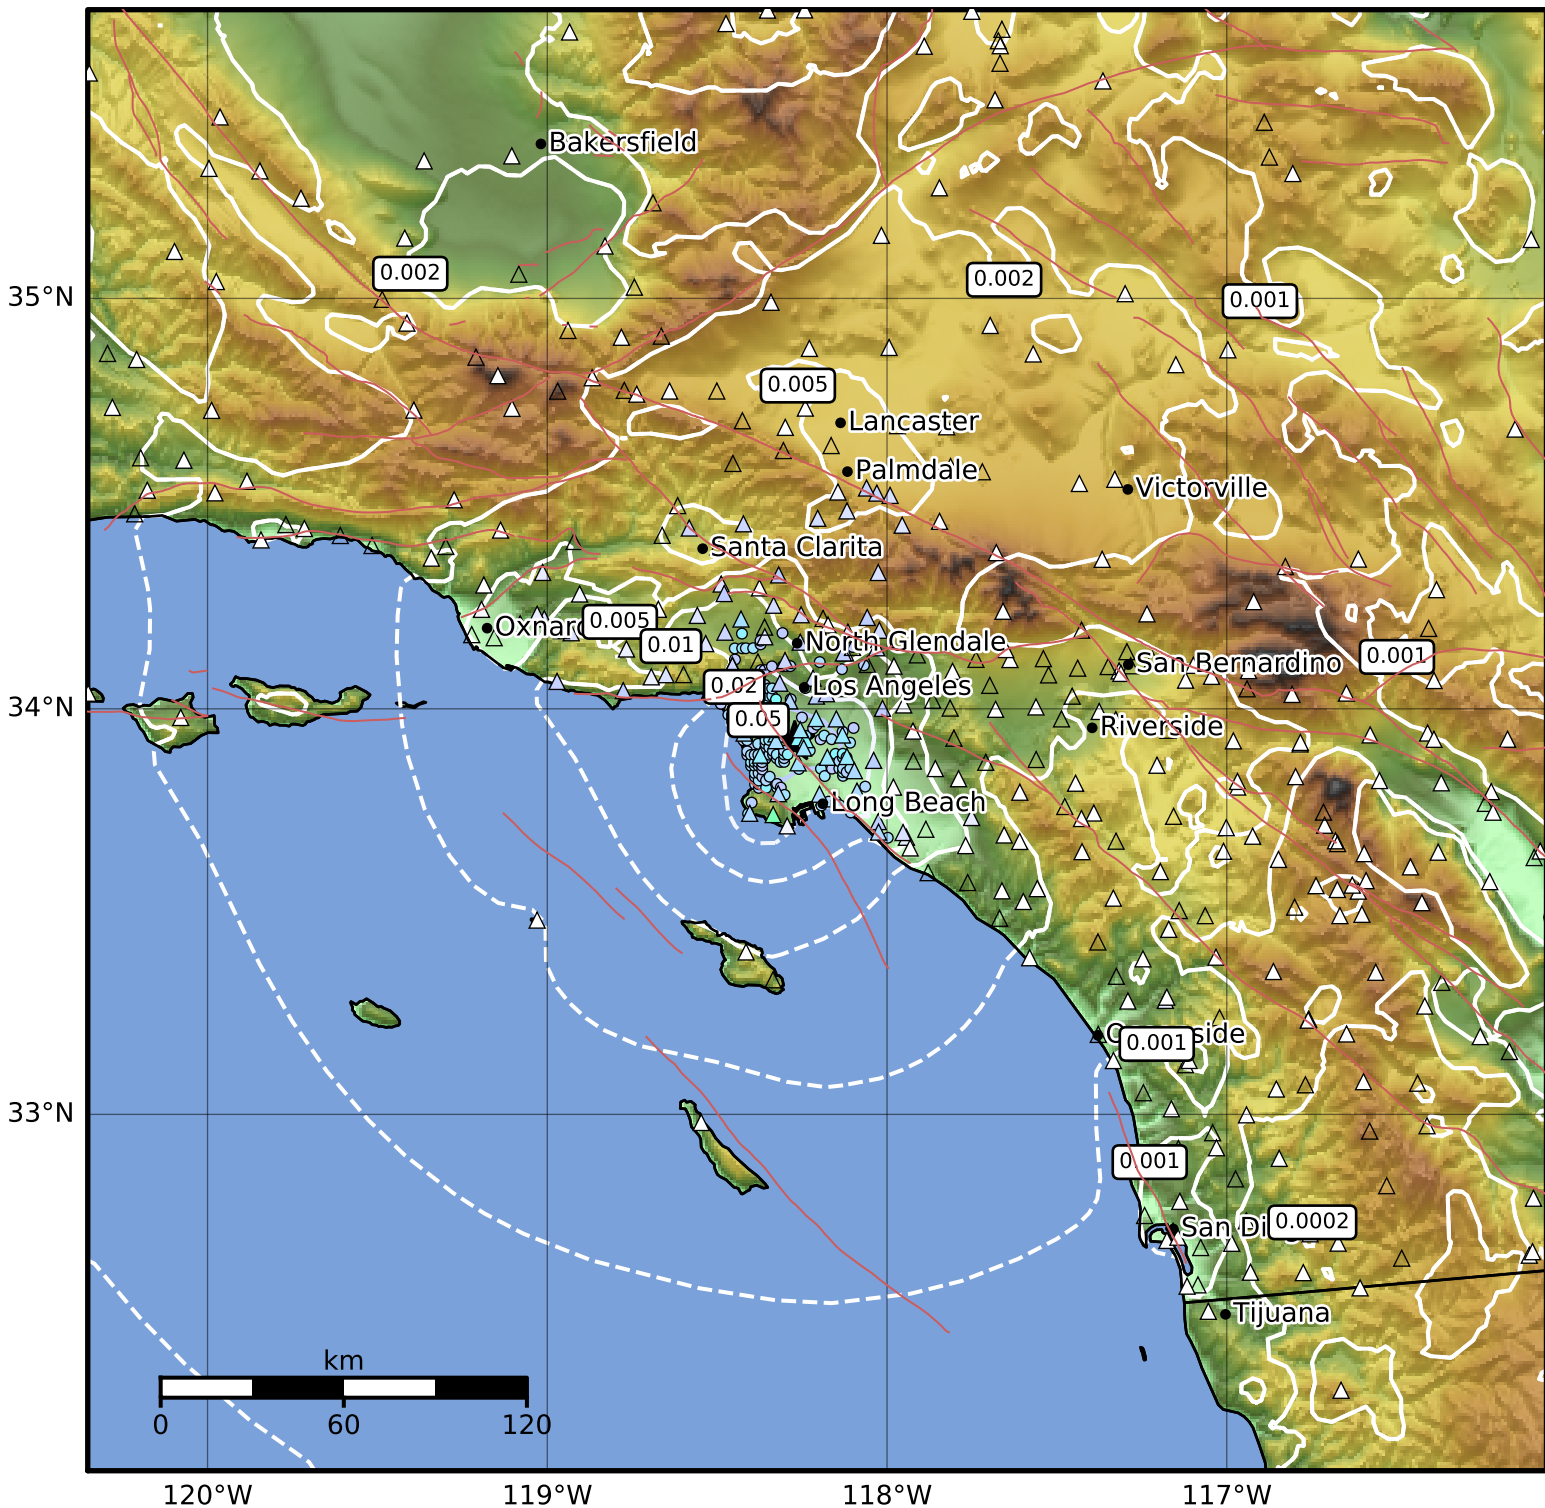 Bakersfield
0.002
0.002
0.001
35°N
0.005
Lancaster
Palmdale
Victorville
Santa Clarita
Oxnard
0.005
0.01
North Glendale
0.001
San Bernardino
0.02
Los Angeles
34°N
0.05
Riverside
Long Beach
0.001
33°N
0.001
San Di
0.0002
Tijuana
km
0 60 120
120°W 119°W 118°W 117°W